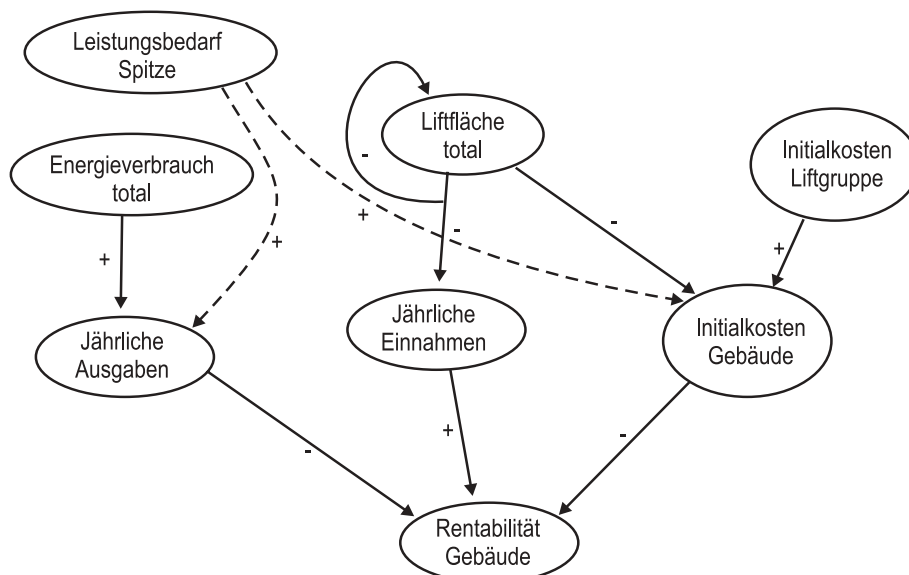 Leistungsbedarf
Spitze
Liftfläche
total
Initialkosten
Liftgruppe
Energieverbrauch
total
-
+
-
-
+
+
+
Jährliche
Ausgaben
Jährliche
Einnahmen
Initialkosten
Gebäude
-
+
-
Rentabilität
Gebäude